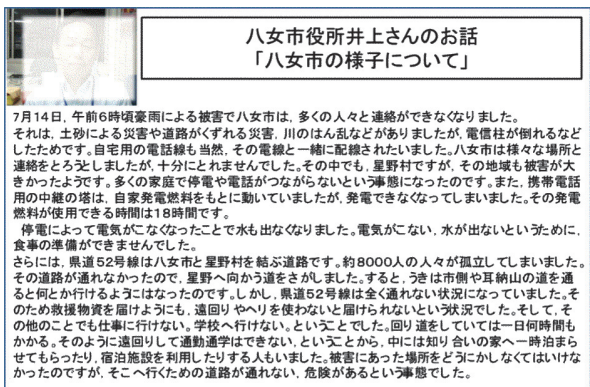 八女市役所井上さんのお話
「八女市の様子について」
7月14日，午前6時頃豪雨による被害で八女市は，多くの人々と連絡ができなくなりました。
それは，土砂による災害や道路がくずれる災害，川のはん乱などがありましたが，電信柱が倒れるなど
したためです。自宅用の電話線も当然，その電線と一緒に配線されたいました。八女市は様々な場所と
連絡をとろうとしましたが，十分にとれませんでした。その中でも，星野村ですが，その地域も被害が大
きかったようです。多くの家庭で停電や電話がつながらないという事態になったのです。また，携帯電話
用の中継の塔は，自家発電燃料をもとに動いていましたが，発電できなくなってしまいました。その発電
燃料が使用できる時間は18時間です。
停電によって電気がこなくなったことで水も出なくなりました。電気がこない，水が出ないというために，
食事の準備ができませんでした。
さらには，県道52号線は八女市と星野村を結ぶ道路です。約8000人の人々が孤立してしまいました。
その道路が通れなかったので，星野へ向かう道をさがしました。すると，うきは市側や耳納山の道を通
ると何とか行けるようにはなったのです。しかし，県道52号線は全く通れない状況になっていました。そ
のため救援物資を届けようにも，遠回りやヘリを使わないと届けられないという状況でした。そして，そ
の他のことでも仕事に行けない。学校へ行けない。ということでした。回り道をしていては一日何時間も
かかる。そのように遠回りして通勤通学はできない，ということから，中には知り合いの家へ一時泊まら
せてもらったり，宿泊施設を利用したりする人もいました。被害にあった場所をどうにかしなくてはいけな
かったのですが，そこへ行くための道路が通れない，危険があるという事態でした。